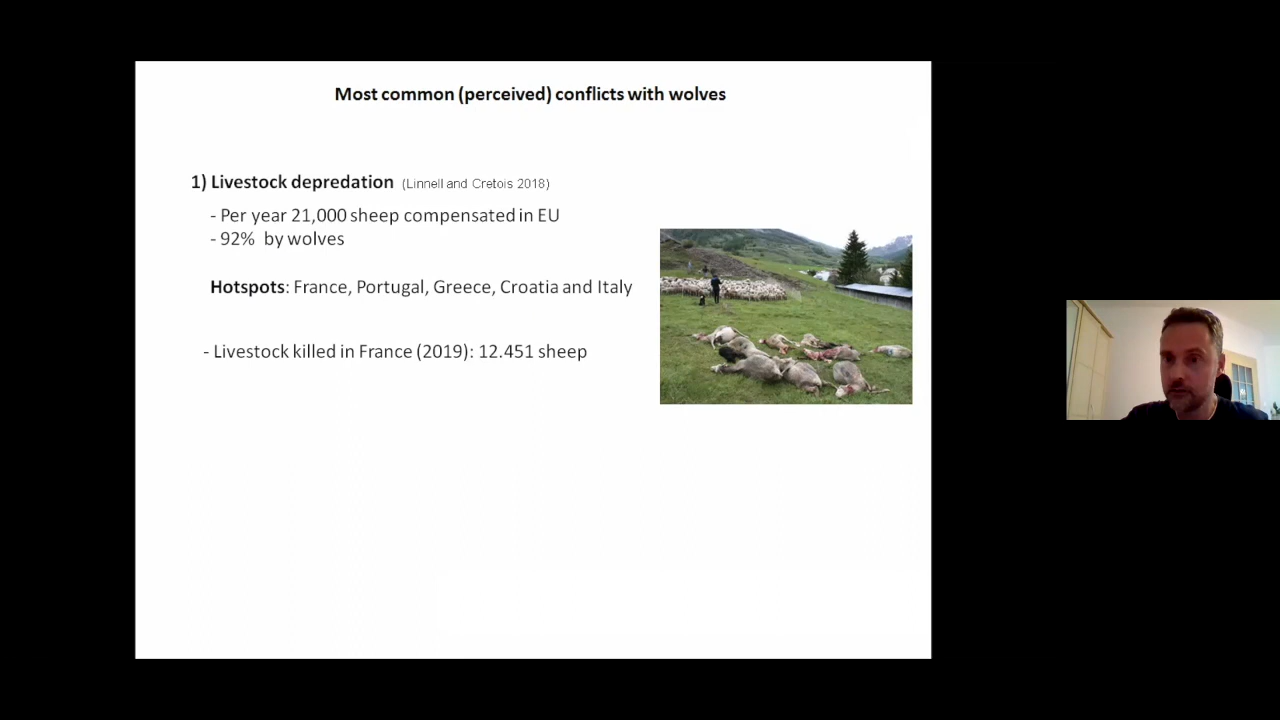 Most common (perceived) conflicts with wolves
1) Livestock depredation (Linnell and Cretois 2018)
- Per year 21,000 sheep compensated in EU
- 92% by wolves
Hotspots: France, Portugal, Greece, Croatia and Italy
- Livestock killed in France (2019): 12.451 sheep